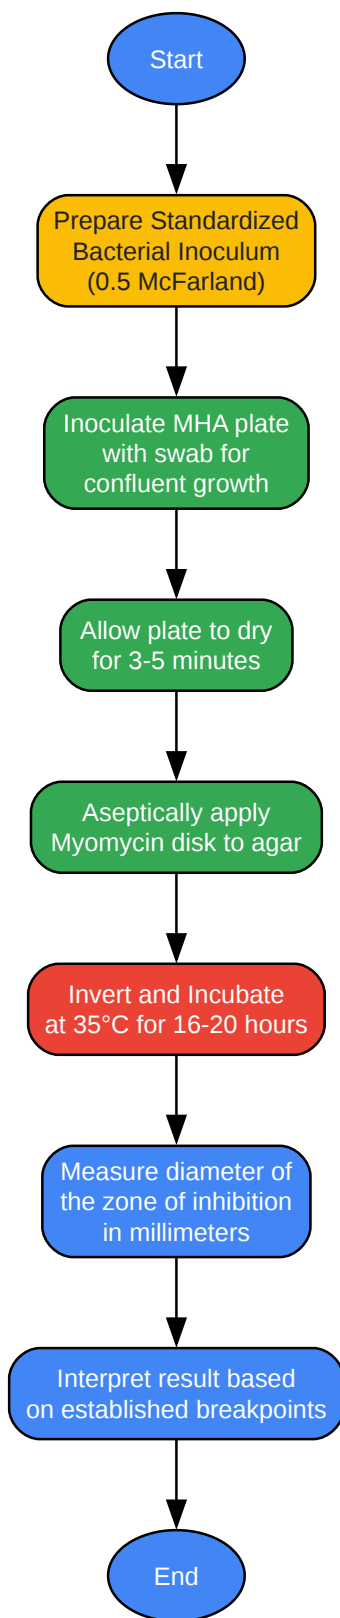 Start
Prepare Standardized
Bacterial Inoculum
(0.5 McFarland)
Inoculate MHA plate
with swab for
confluent growth
Allow plate to dry
for 3-5 minutes
Aseptically apply
Myomycin disk to agar
Invert and Incubate
at 35°C for 16-20 hours
Measure diameter of
the zone of inhibition
in millimeters
Interpret result based
on established breakpoints
End